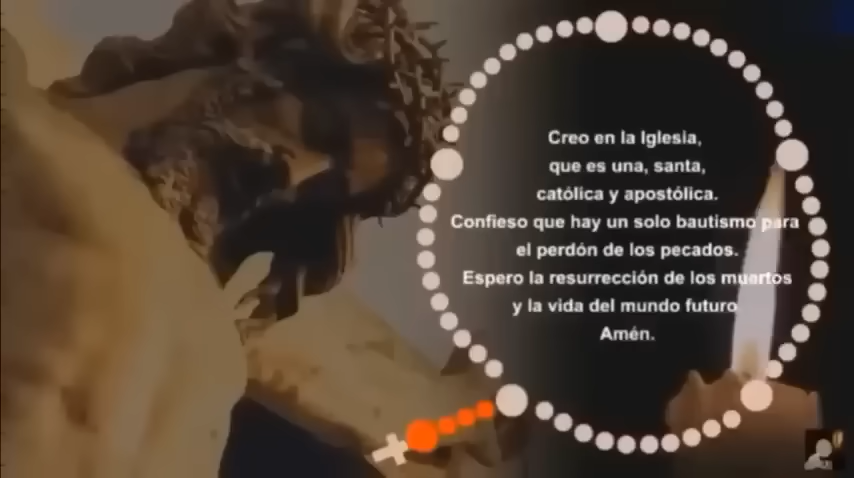 Creo en la Iglesia,
que es una, santa,
católica y apostólica.
Confieso que hay un solo bautismo para
el perdón de los pecados.
Espero la resurrección de los muertos
y la vida del mundo futuro
Amén.